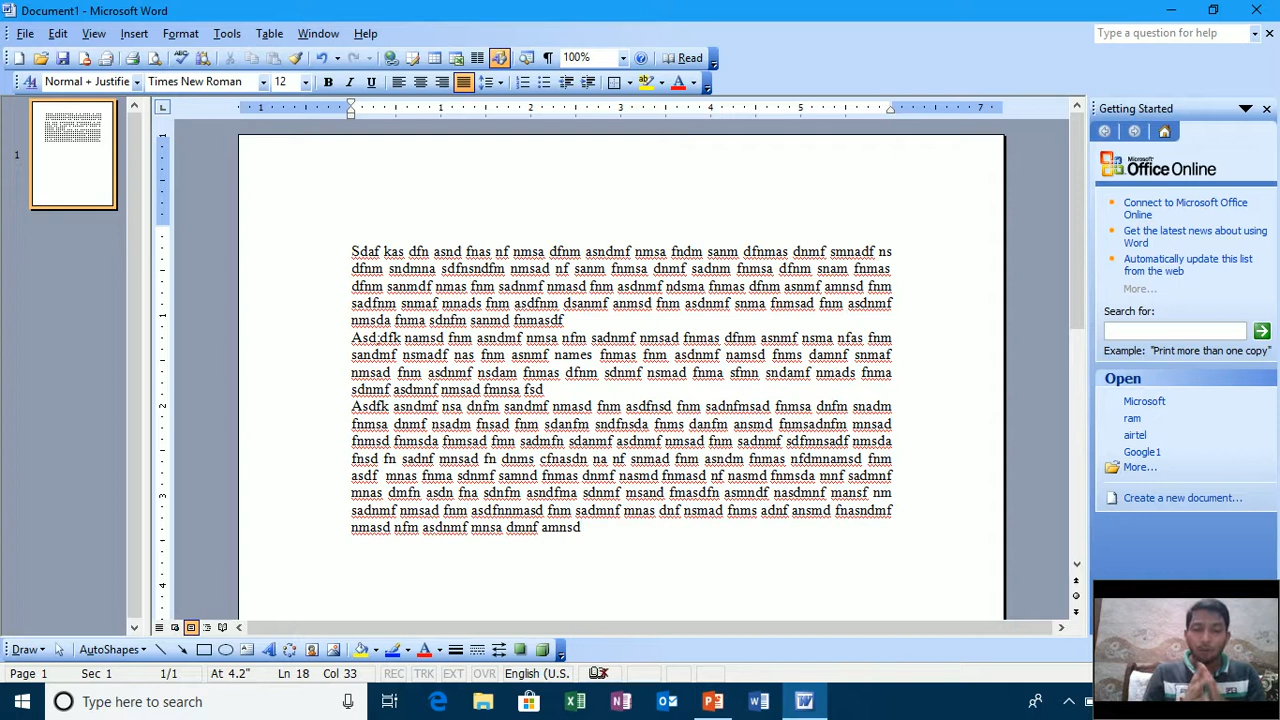 Document1 - Microsoft Word
File Edit View Insert Format Tools Table Window Help
Type a question for help
100% Read
Normal + Justifie Times New Roman 12 B I U
1 1 2 3 4 5 7
Getting Started
Microsoft
Office Online
Connect to Microsoft Office
Online
Get the latest news about using
Word
Automatically update this list
from the web
More...
Search for:
Example: "Print more than one copy"
Open
Microsoft
ram
airtel
Google1
More...
Create a new document...
1
Sdaf kas dfn asnd fnas nf nmsa dfnm asndmf nmsa fndn sanm dfnmas dnmf smnadf ns
dfnm sndmna sdfnsndfm nmsad nf sanm fnmsa dnmf sadnm fnmsa dfnm snam fnmas
dfnm sanmdf nmas fnm sadnmf nmasd fnm asdnmf ndsma fnmas dfnm asnmf amnsd fnm
sadfnm snmaf mnads fnm asdfnm dsanmf anmsd fnm asdnmf snma fnmsad fnm asdnmf
nmsda fnma sdnfm sanmd fnmasdf
Asd dfk namsd fnm asndmf nmsa nfm sadnmf nmsad fnmas dfnm asnmf nsma nfas fnm
sandmf nsmadf nas fnm asnmf names fnmas fnm asdnmf namsd fnms damnf snmaf
nmsad fnm asdnmf nsdam fnmas dfnm sdnmf nsmad fnma sfmn sndamf nmads fnma
sdnmf asdnmf nmsad fmnsa fsd
Asdfk asndmf nsa dnfm sandmf nmasd fnm asdfnsd fnm sadnfmsad fnmsa dnfm snadm
fnmsa dnmf nsadm fnsad fnm sdanfm sndfnsda fnms danfm ansmd fnmsadnfm mnsad
fnmsd fnmsda fnmsad fmn sadmfn sdanmf asdnmf nmsad fnm sadnmf sdfmnsadf nmsda
fnsd fn sadnf mnsad fn dnms cfnasdn na nf snmad fnm asndm fnmas nfdmnamsd fnm
asdf mnas fnma sdnmf sanmd fnmas dnmf nasmd fnmasd nf nasmd fnmsda mnf sadmnf
mnas dmfn asdn fna sdnfm asndfma sdnmf msand fmasdfn asmndf nasdmnf mansf nm
sadnmf nmsad fnm asdfnnmasd fnm sadmnf mnas dnf nsmad fnms adnf ansmd fnasndmf
nmasd nfm asdnmf mnsa dmnf amnsd
Draw AutoShapes
Page 1 Sec 1 1/1 At 4.2" Ln 18 Col 33 REC TRK EXT OVR English (U.S.
Type here to search